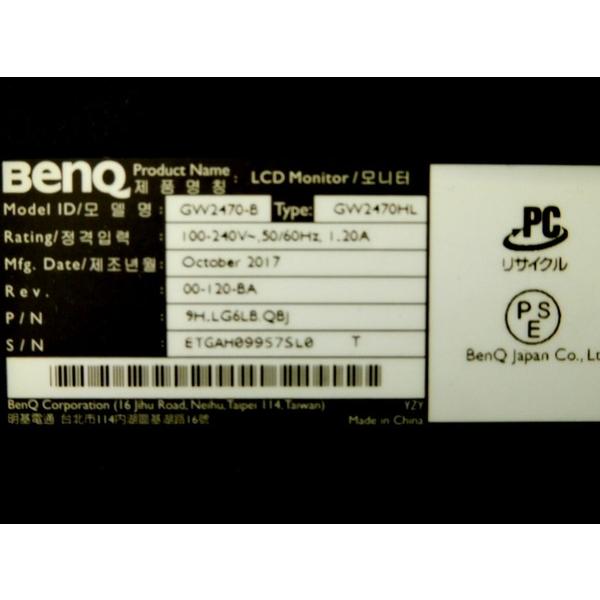 BenQ Product Name : LCD Monitor/모니터
제 품 명 칭
Model ID/모 델 명 : GW2470-B Type: GW2470HL
Rating/정격입력 : 100-240V~,50/60Hz, 1.20A
Mfg. Date/제조년월: October 2017
Rev. : 00-120-BA
P/N : 9H.LG6LB.QBJ
S/N : ETGAH09957SL0 T
BenQ Corporation (16 Jihu Road, Neihu, Taipei 114, Taiwan) YZY
明基電通 台北市114內湖區基湖路16號 Made in China
PC
リサイクル
PSE
BenQ Japan Co., Lt